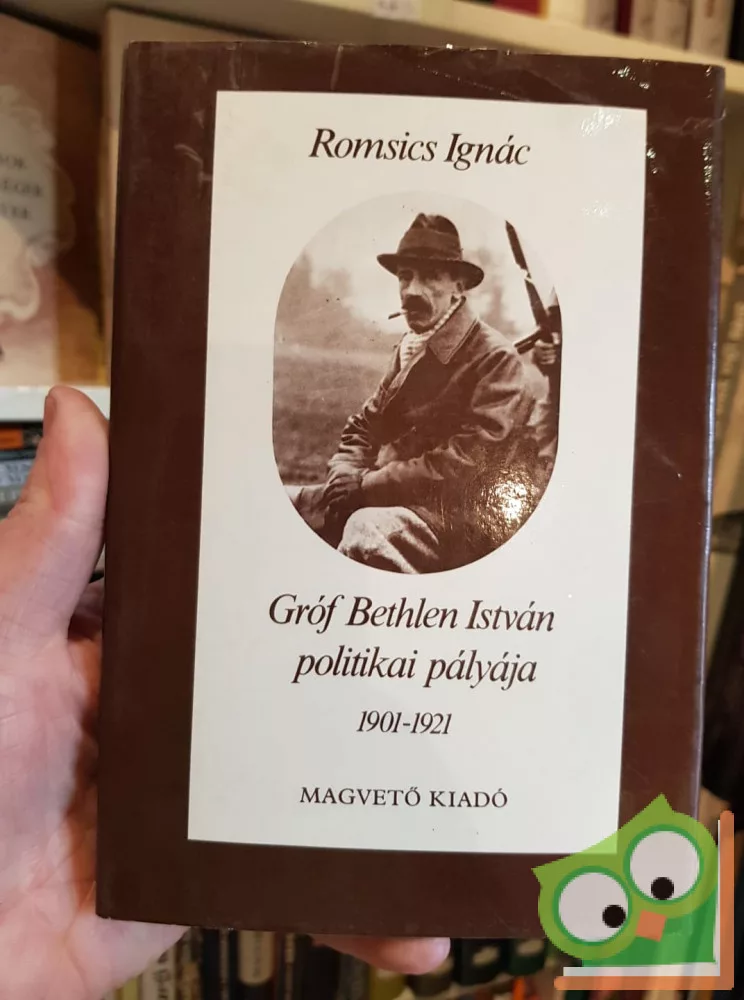 Romsics Ignác
Gróf Bethlen István
politikai pályája
1901-1921
MAGVETŐ KIADÓ